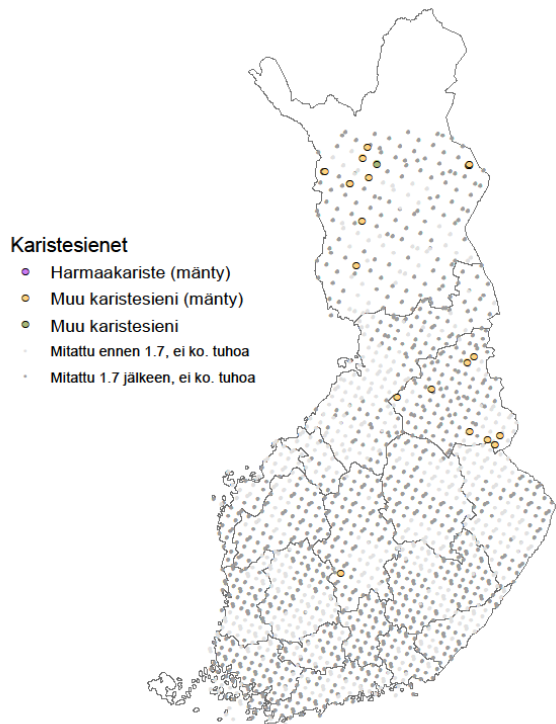 Karistesienet
Harmaakariste (mänty)
Muu karistesieni (mänty)
Muu karistesieni
Mitattu ennen 1.7, ei ko. tuhoa
Mitattu 1.7 jälkeen, ei ko. tuhoa